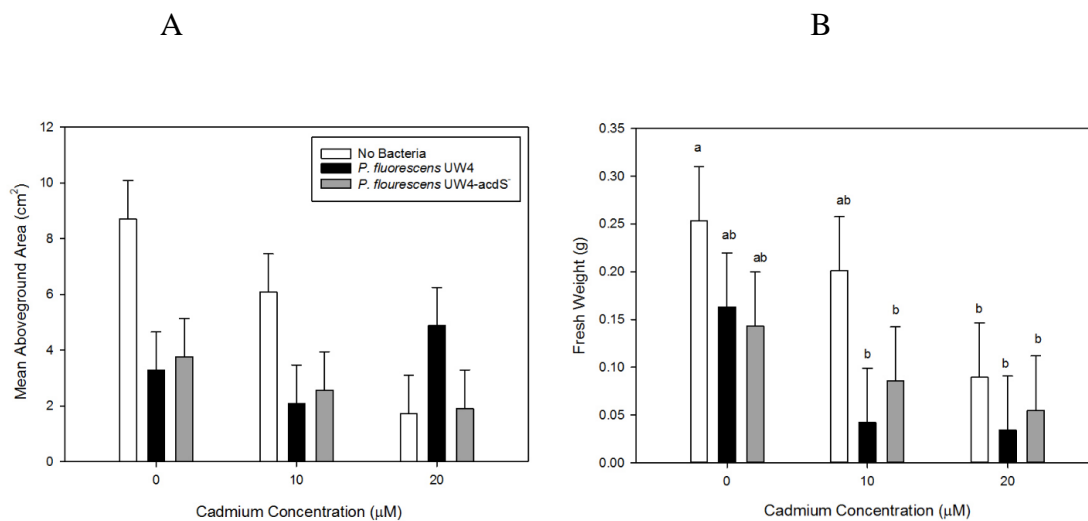 A
B
12
10
8
6
4
2
0
Mean Aboveground Area (cm²)
No Bacteria
P. fluorescens UW4
P. flourescens UW4-acdS⁻
0
10
20
Cadmium Concentration (μM)
0.35
0.30
0.25
0.20
0.15
0.10
0.05
0.00
Fresh Weight (g)
a
ab
ab
ab
b
b
b
b
b
0
10
20
Cadmium Concentration (μM)